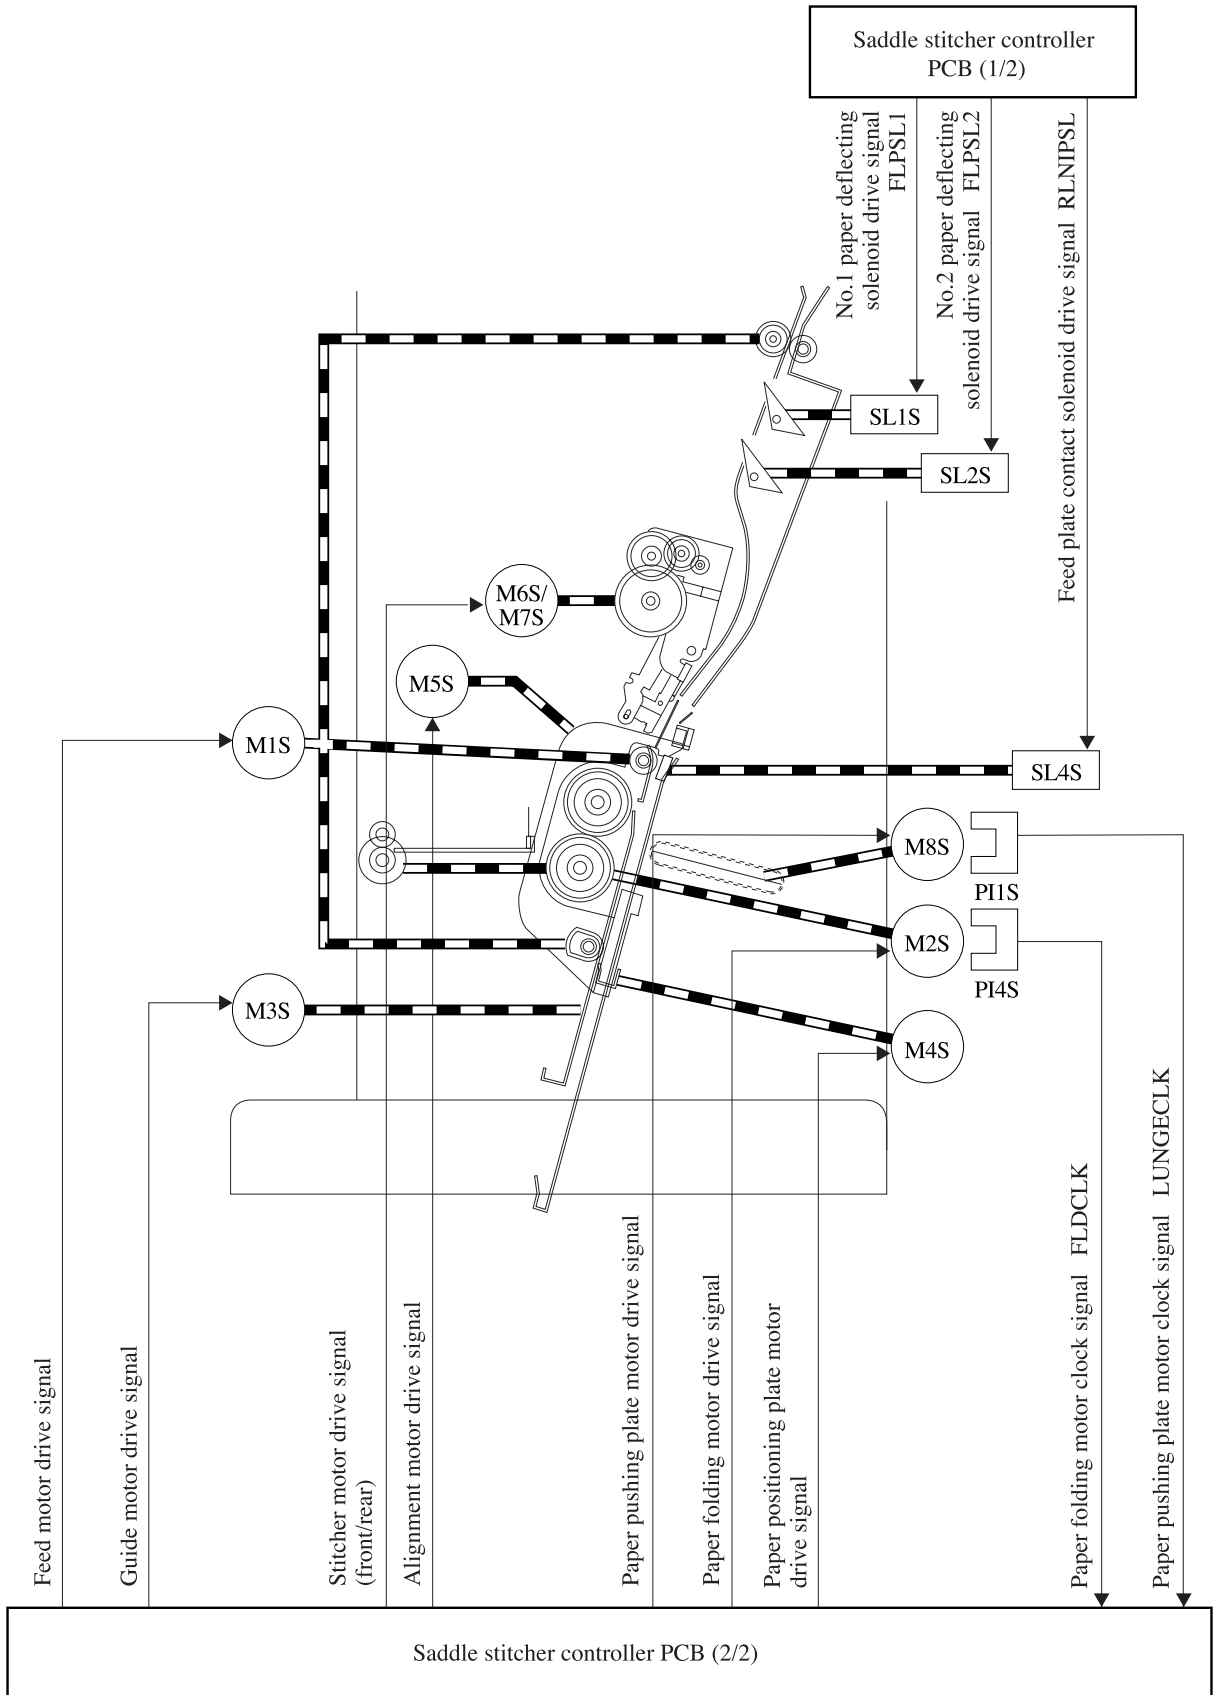 Saddle stitcher controller
PCB (1/2)
No.1 paper deflecting
solenoid drive signal
FLPSL1
No.2 paper deflecting
solenoid drive signal FLPSL2
Feed plate contact solenoid drive signal RLNIPSL
SL1S
SL2S
M6S/
M7S
M5S
M1S
SL4S
M8S
PI1S
M2S
PI4S
M3S
M4S
Feed motor drive signal
Guide motor drive signal
Stitcher motor drive signal
(front/rear)
Alignment motor drive signal
Paper pushing plate motor drive signal
Paper folding motor drive signal
Paper positioning plate motor
drive signal
Paper folding motor clock signal FLDCLK
Paper pushing plate motor clock signal LUNGECLK
Saddle stitcher controller PCB (2/2)